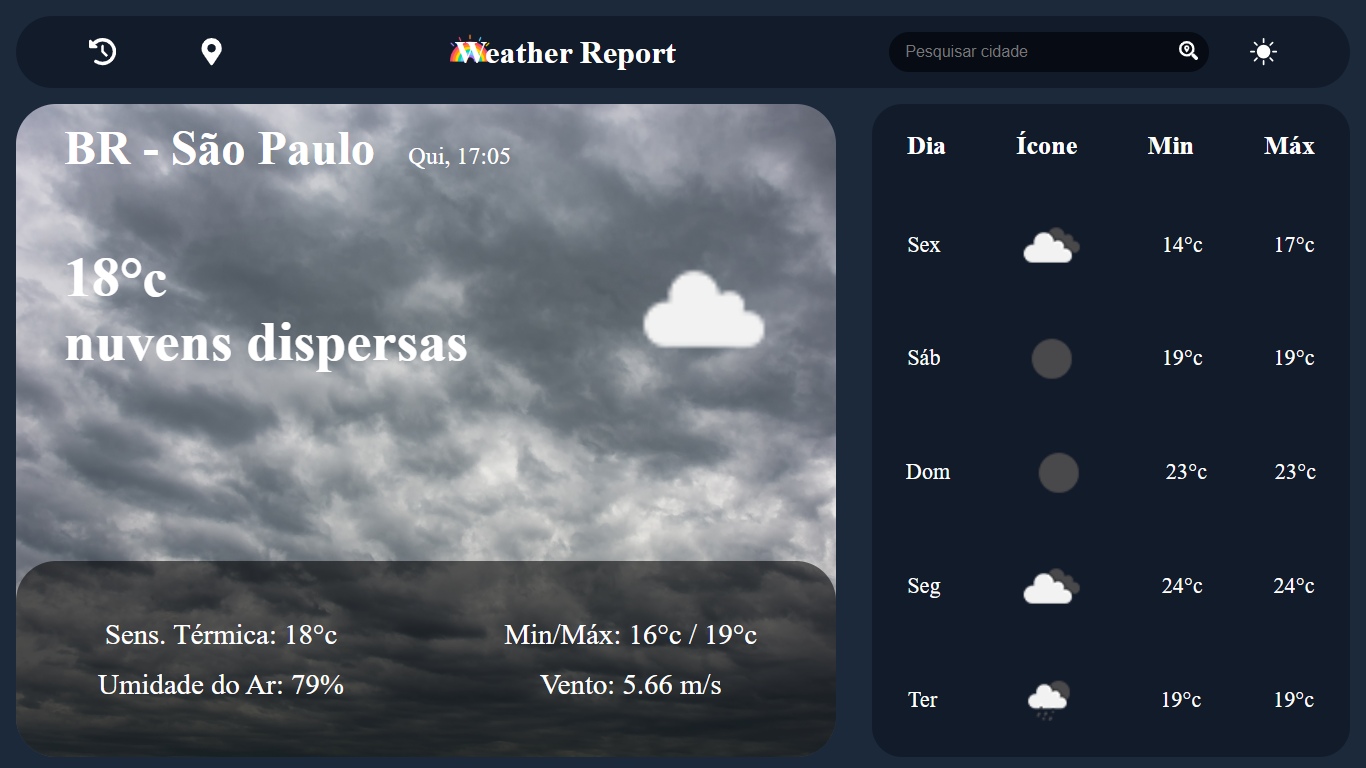 Weather Report
Pesquisar cidade
BR - São Paulo Qui, 17:05
18°c
nuvens dispersas
Sens. Térmica: 18°c
Min/Máx: 16°c / 19°c
Umidade do Ar: 79%
Vento: 5.66 m/s
Dia Ícone Min Máx
Sex 14°c 17°c
Sáb 19°c 19°c
Dom 23°c 23°c
Seg 24°c 24°c
Ter 19°c 19°c